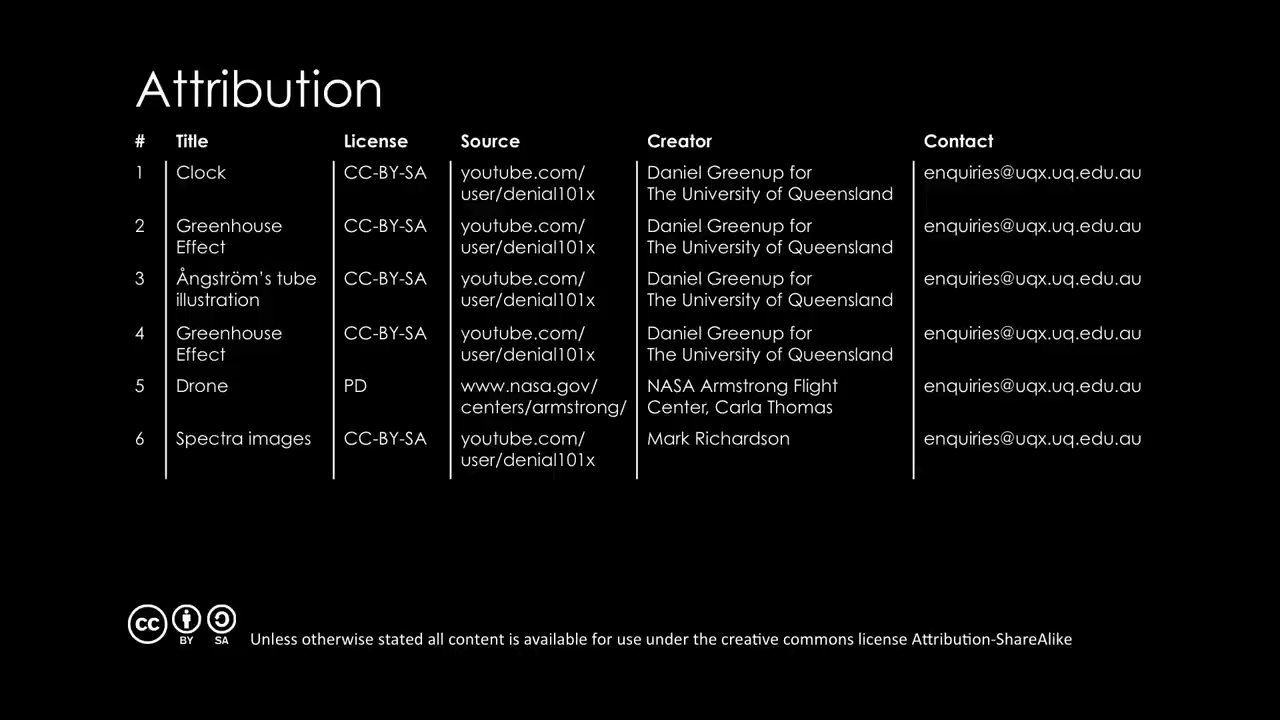 Attribution
# Title License Source Creator Contact
1 Clock CC-BY-SA youtube.com/ Daniel Greenup for enquiries@uqx.uq.edu.au
user/denial101x The University of Queensland
2 Greenhouse CC-BY-SA youtube.com/ Daniel Greenup for enquiries@uqx.uq.edu.au
Effect user/denial101x The University of Queensland
3 Ångström’s tube CC-BY-SA youtube.com/ Daniel Greenup for enquiries@uqx.uq.edu.au
illustration user/denial101x The University of Queensland
4 Greenhouse CC-BY-SA youtube.com/ Daniel Greenup for enquiries@uqx.uq.edu.au
Effect user/denial101x The University of Queensland
5 Drone PD www.nasa.gov/ NASA Armstrong Flight enquiries@uqx.uq.edu.au
centers/armstrong/ Center, Carla Thomas
6 Spectra images CC-BY-SA youtube.com/ Mark Richardson enquiries@uqx.uq.edu.au
user/denial101x
cc BY SA Unless otherwise stated all content is available for use under the creative commons license Attribution-ShareAlike